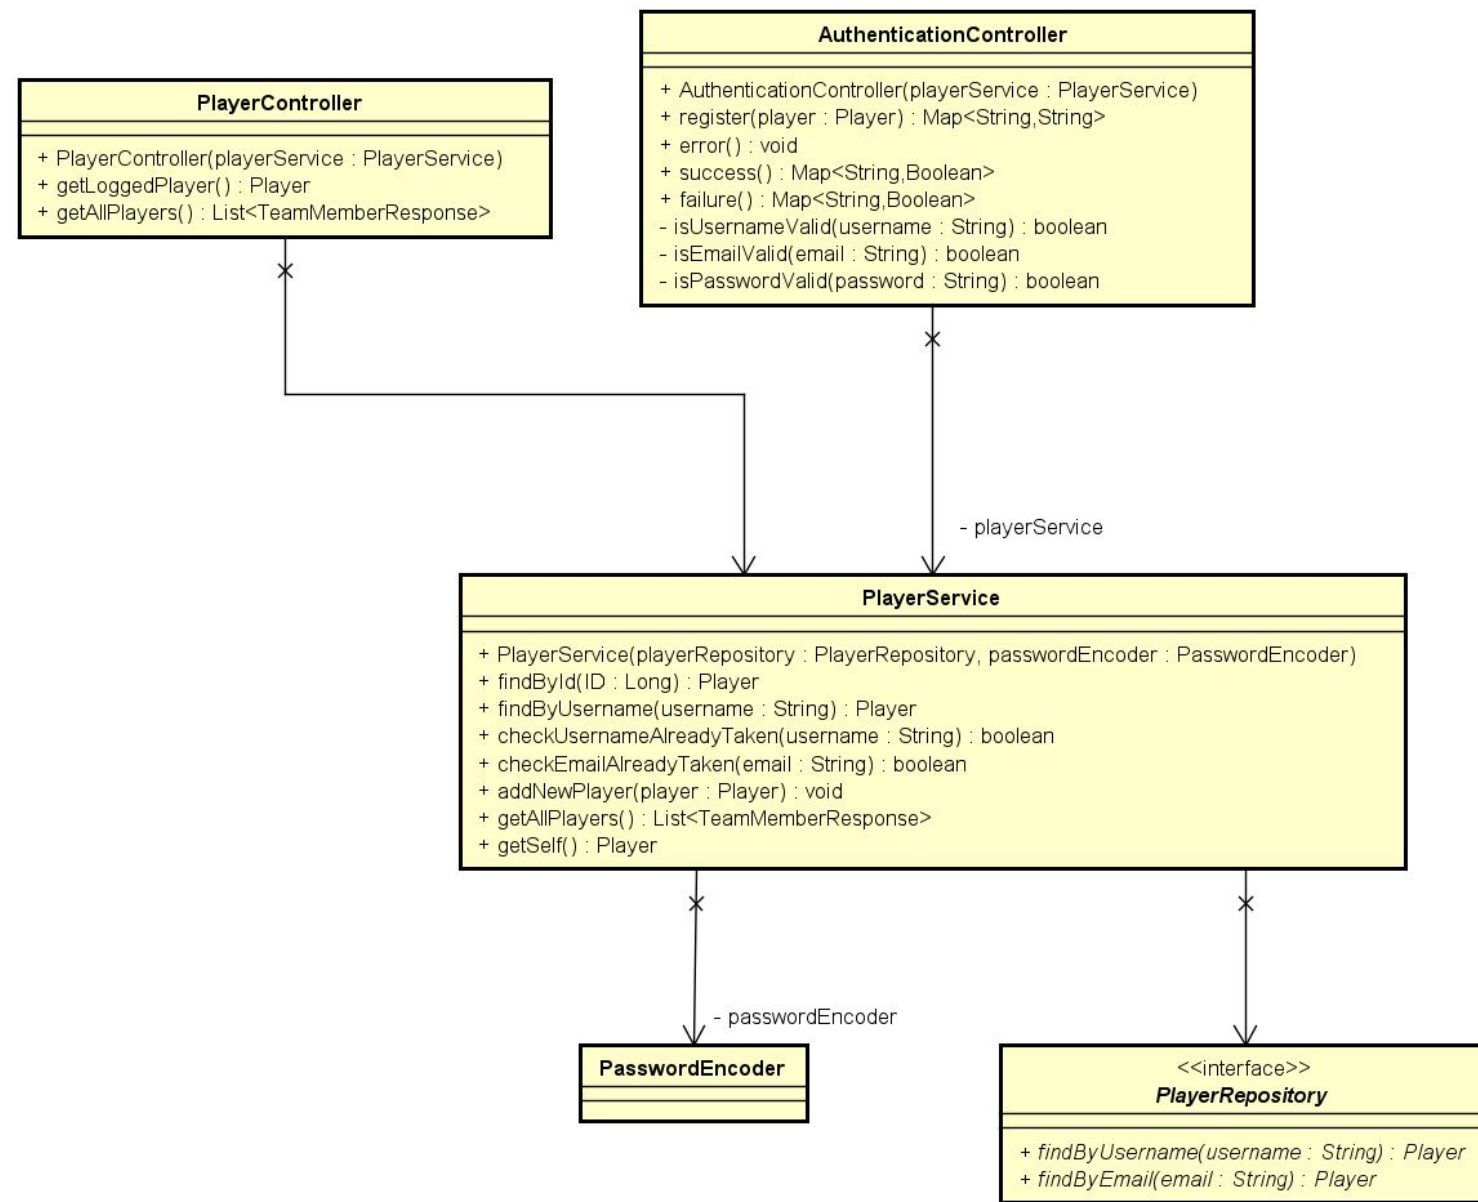 AuthenticationController
+ AuthenticationController(playerService : PlayerService)
+ register(player : Player) : Map<String,String>
+ error() : void
+ success() : Map<String,Boolean>
+ failure() : Map<String,Boolean>
- isUsernameValid(username : String) : boolean
- isEmailValid(email : String) : boolean
- isPasswordValid(password : String) : boolean
PlayerController
+ PlayerController(playerService : PlayerService)
+ getLoggedPlayer() : Player
+ getAllPlayers() : List<TeamMemberResponse>
- playerService
PlayerService
+ PlayerService(playerRepository : PlayerRepository, passwordEncoder : PasswordEncoder)
+ findById(ID : Long) : Player
+ findByUsername(username : String) : Player
+ checkUsernameAlreadyTaken(username : String) : boolean
+ checkEmailAlreadyTaken(email : String) : boolean
+ addNewPlayer(player : Player) : void
+ getAllPlayers() : List<TeamMemberResponse>
+ getSelf() : Player
- passwordEncoder
PasswordEncoder
<<interface>>
PlayerRepository
+ findByUsername(username : String) : Player
+ findByEmail(email : String) : Player